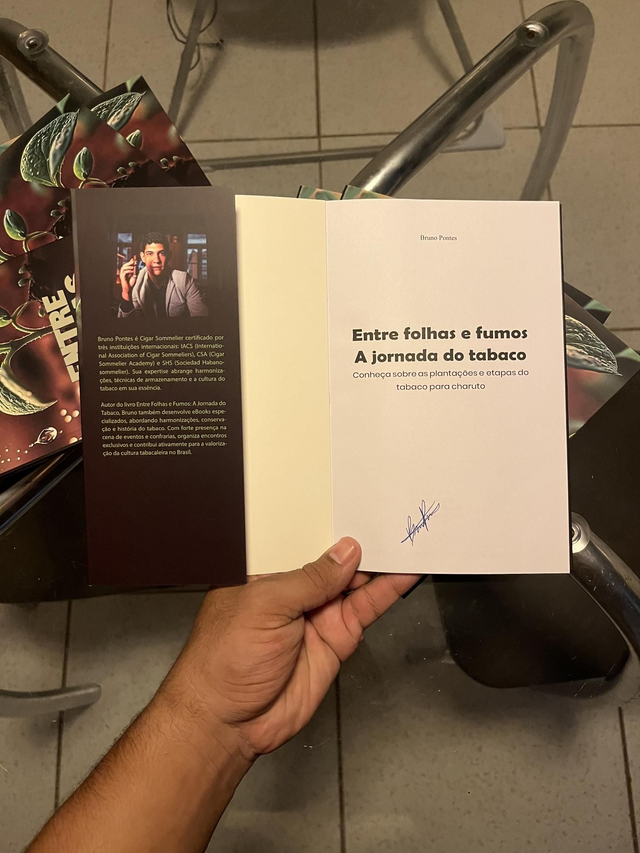 ENTRE
Bruno Pontes é Cigar Sommelier certificado por
três instituições internacionais: IACS (Internatio-
nal Association of Cigar Sommeliers), CSA (Cigar
Sommelier Academy) e SHS (Sociedad Habano-
sommelier). Sua expertise abrange harmoniza-
ções, técnicas de armazenamento e a cultura do
tabaco em sua essência.
Autor do livro Entre Folhas e Fumos: A Jornada do
Tabaco, Bruno também desenvolve eBooks espe-
cializados, abordando harmonizações, conserva-
ção e história do tabaco. Com forte presença na
cena de eventos e confrarias, organiza encontros
exclusivos e contribui ativamente para a valoriza-
ção da cultura tabacaleira no Brasil.
Bruno Pontes
Entre folhas e fumos
A jornada do tabaco
Conheça sobre as plantações e etapas do
tabaco para charuto